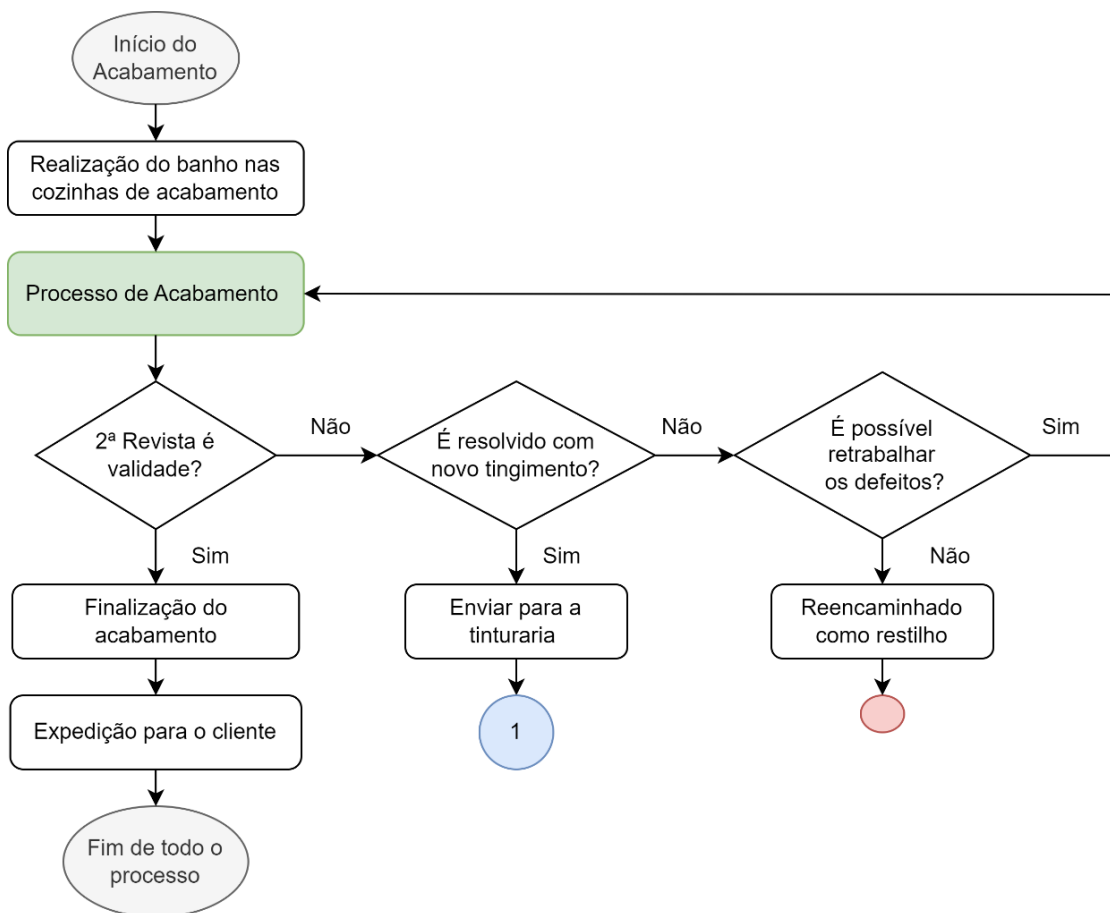 Início do
Acabamento
Realização do banho nas
cozinhas de acabamento
Processo de Acabamento
2ª Revista é
validade?
Não
É resolvido com
novo tingimento?
Não
É possível
retrabalhar
os defeitos?
Sim
Sim
Sim
Não
Finalização do
acabamento
Enviar para a
tinturaria
Reencaminhado
como restilho
Expedição para o cliente
1
Fim de todo o
processo